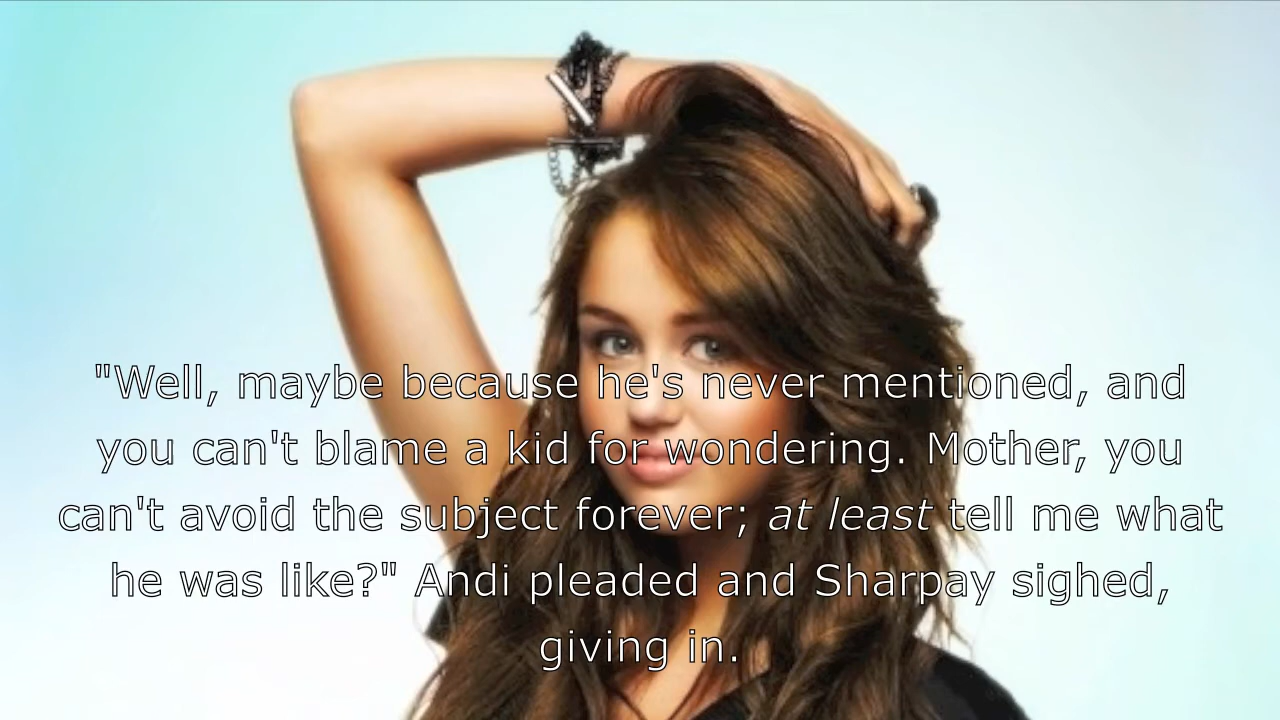 "Well, maybe because he's never mentioned, and
you can't blame a kid for wondering. Mother, you
can't avoid the subject forever; at least tell me what
he was like?" Andi pleaded and Sharpay sighed,
giving in.